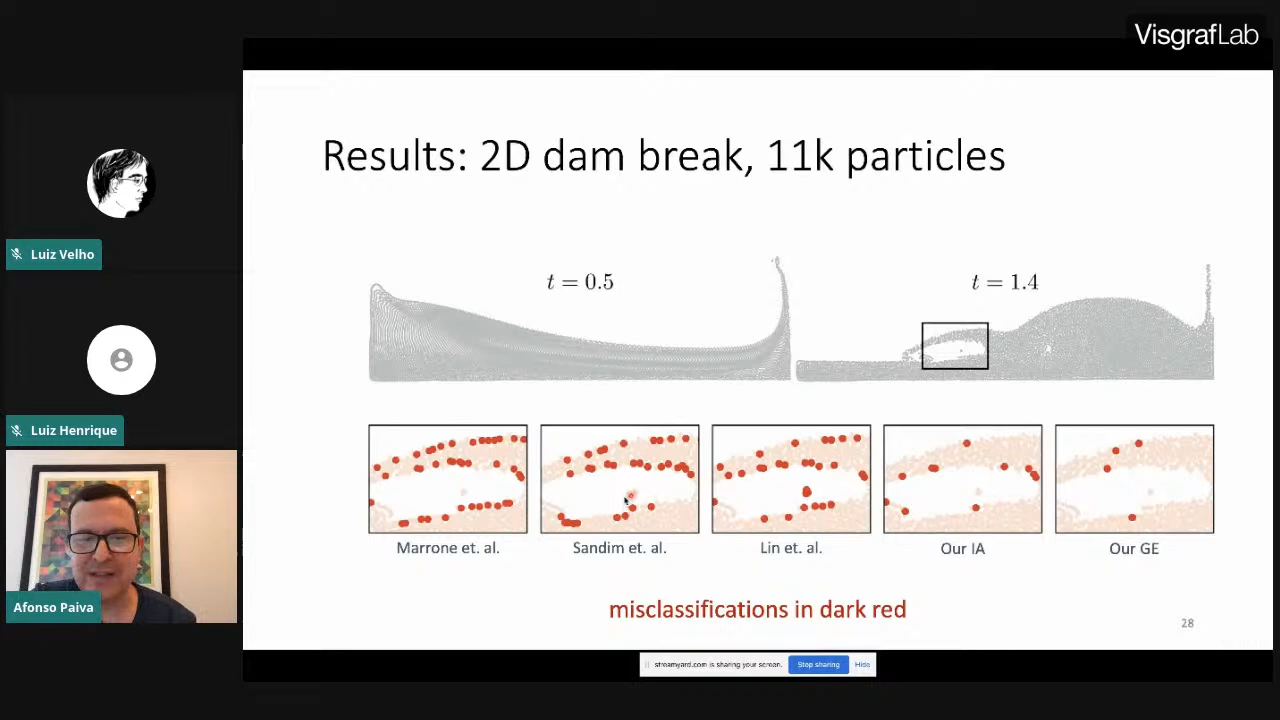 VisgrafLab
Results: 2D dam break, 11k particles
t = 0.5
t = 1.4
Luiz Velho
Luiz Henrique
Afonso Paiva
Marrone et. al.
Sandim et. al.
Lin et. al.
Our IA
Our GE
misclassifications in dark red
28
streamyard.com is sharing your screen.
Stop sharing
Hide